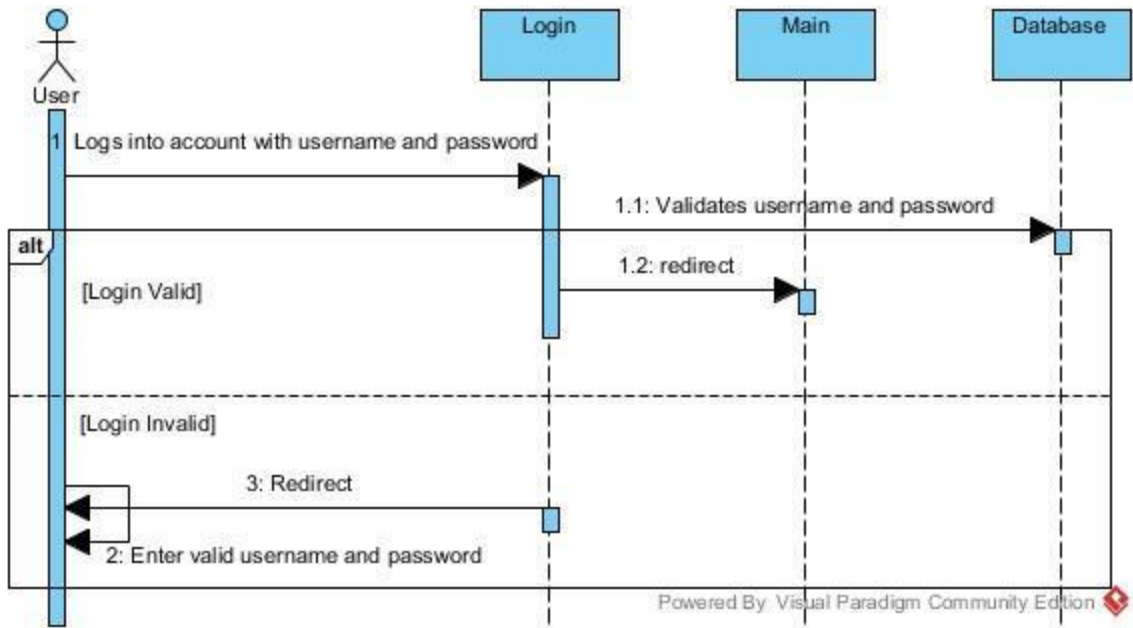 Login
Main
Database
User
1 Logs into account with username and password
1.1: Validates username and password
alt
1.2: redirect
[Login Valid]
[Login Invalid]
3: Redirect
2: Enter valid username and password
Powered By Visual Paradigm Community Edition